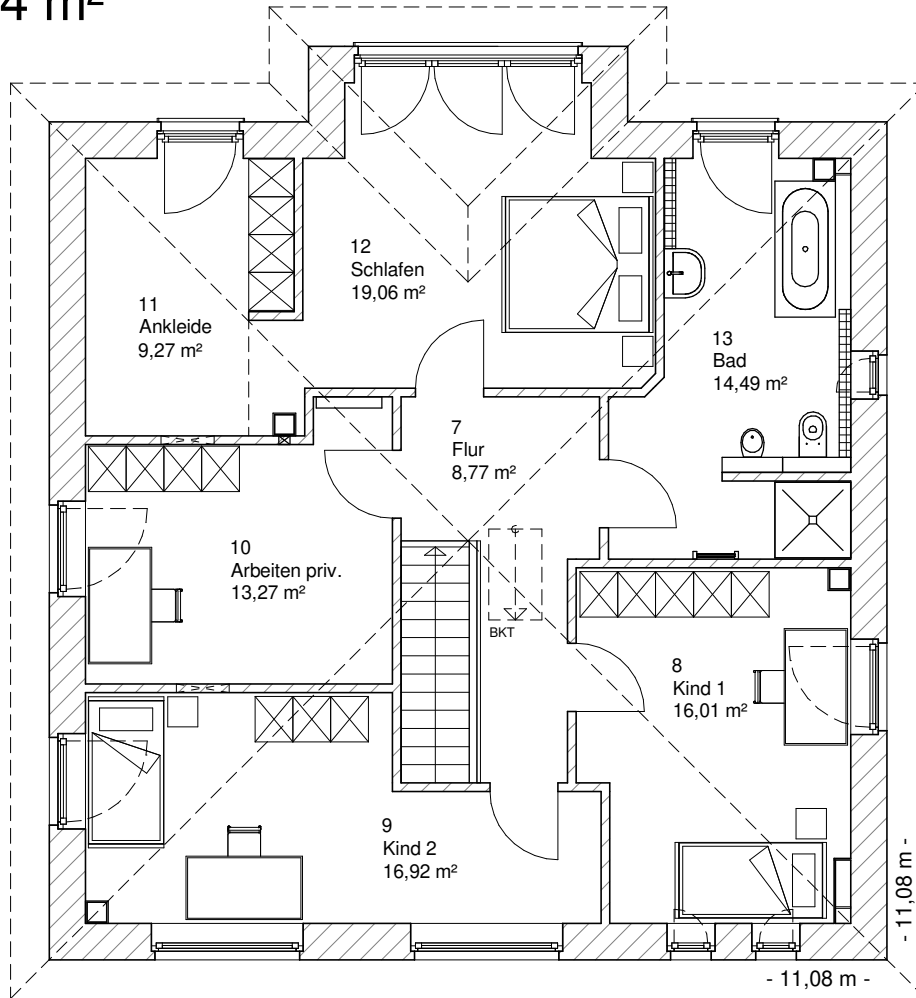 4 m²
12
Schlafen
19,06 m²
11
Ankleide
9,27 m²
13
Bad
14,49 m²
7
Flur
8,77 m²
10
Arbeiten priv.
13,27 m²
BKT
8
Kind 1
16,01 m²
9
Kind 2
16,92 m²
- 11,08 m -
- 11,08 m -